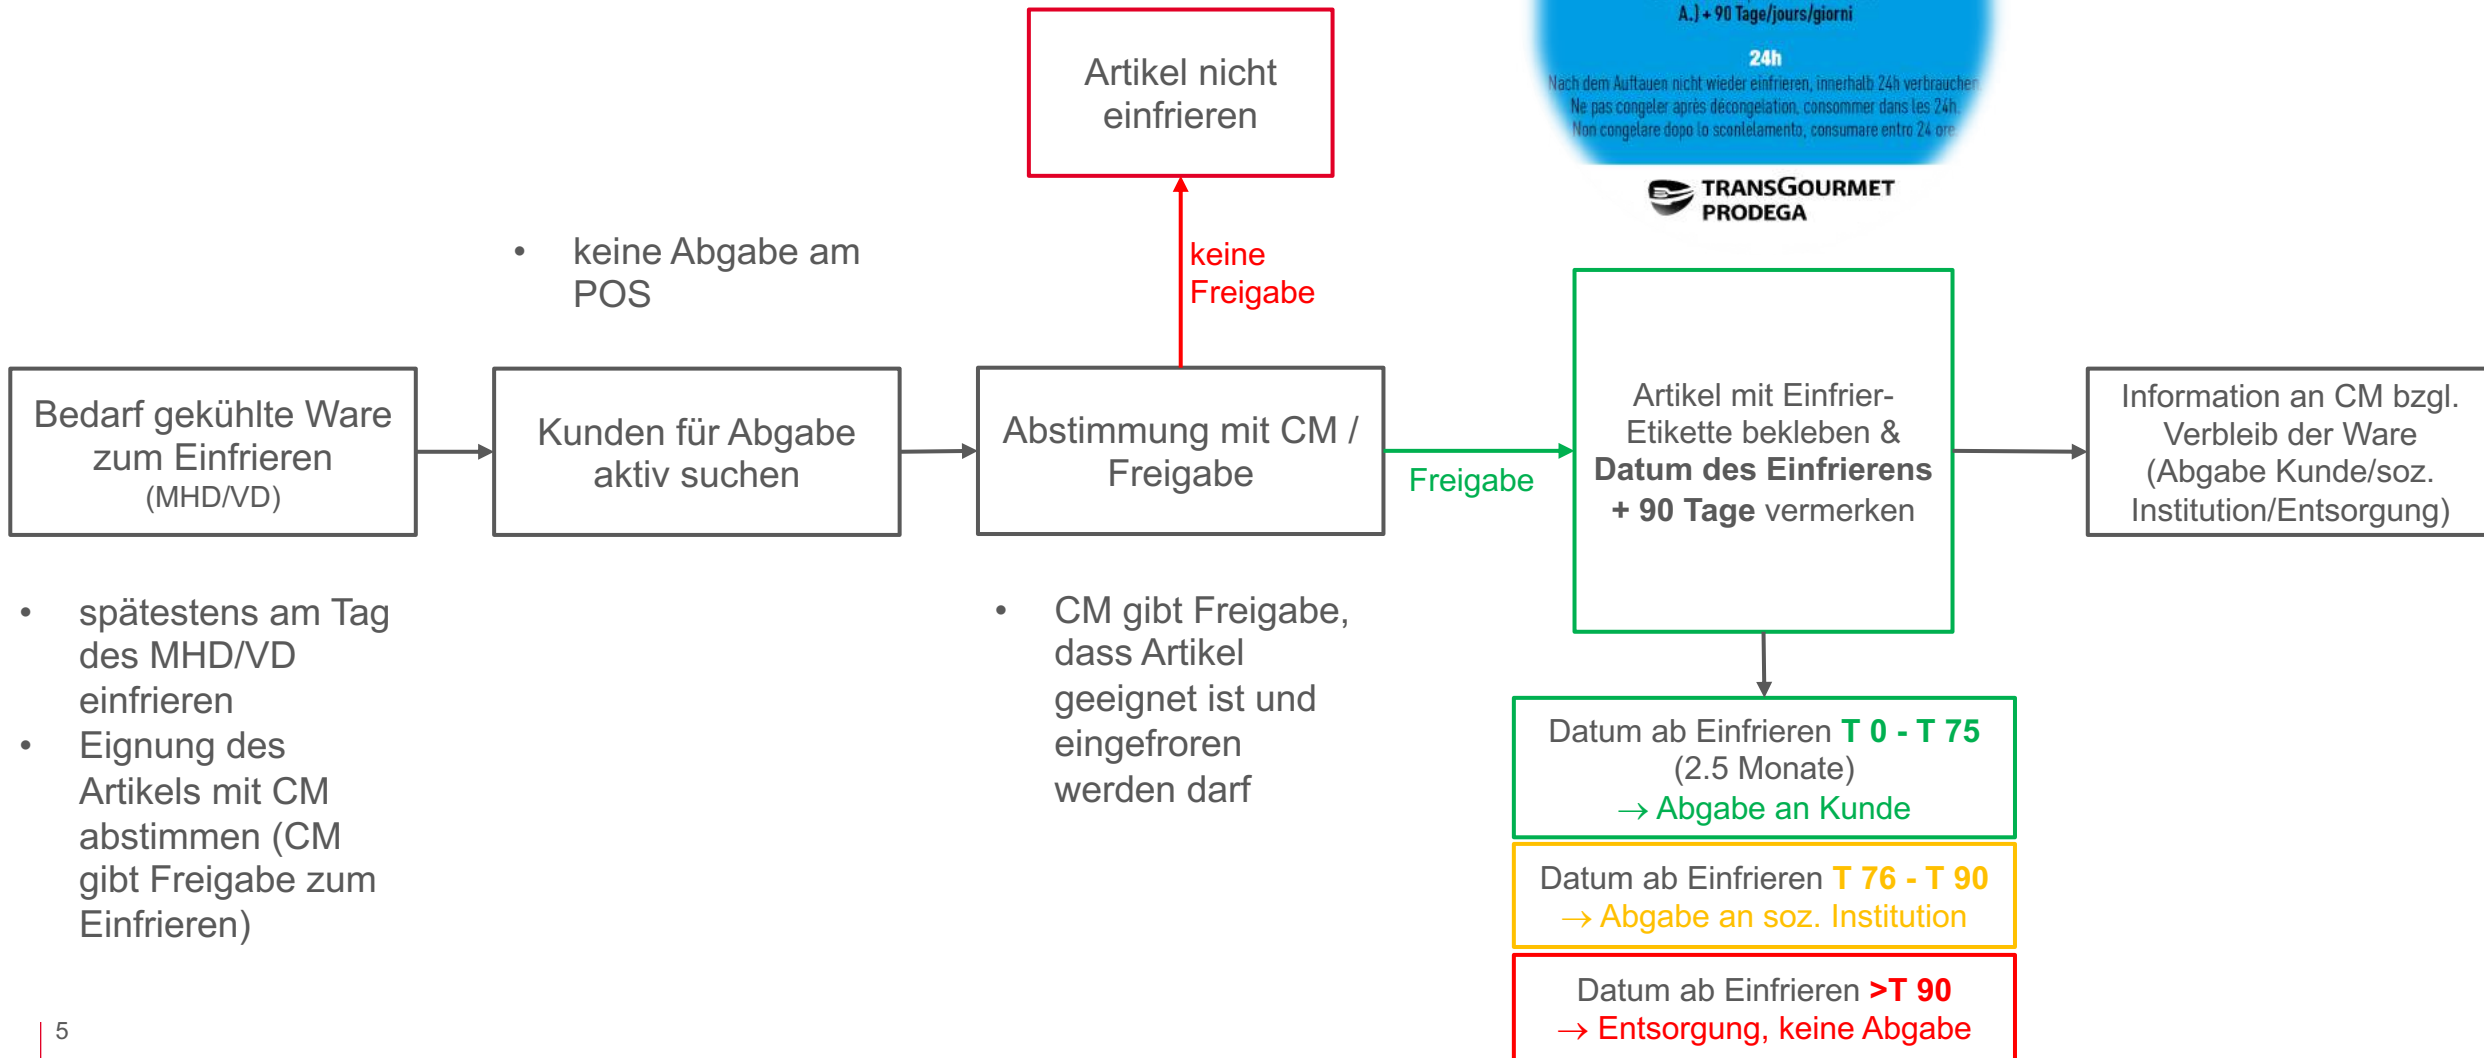 A.) + 90 Tage/jours/giorni
24h
Nach dem Auftauen nicht wieder einfrieren, innerhalb 24h verbrauchen
Ne pas congeler après décongelation, consommer dans les 24h.
Non congelare dopo lo sconlelamento, consumare entro 24 ore.
TRANSGOURMET
PRODEGA
Artikel nicht
einfrieren
• keine Abgabe am
POS
keine
Freigabe
Bedarf gekühlte Ware
zum Einfrieren
(MHD/VD)
Kunden für Abgabe
aktiv suchen
Abstimmung mit CM /
Freigabe
Freigabe
Artikel mit Einfrier-
Etikette bekleben &
Datum des Einfrierens
+ 90 Tage vermerken
Information an CM bzgl.
Verbleib der Ware
(Abgabe Kunde/soz.
Institution/Entsorgung)
• spätestens am Tag
des MHD/VD
einfrieren
• Eignung des
Artikels mit CM
abstimmen (CM
gibt Freigabe zum
Einfrieren)
• CM gibt Freigabe,
dass Artikel
geeignet ist und
eingefroren
werden darf
Datum ab Einfrieren T 0 - T 75
(2.5 Monate)
→ Abgabe an Kunde
Datum ab Einfrieren T 76 - T 90
→ Abgabe an soz. Institution
Datum ab Einfrieren >T 90
→ Entsorgung, keine Abgabe
5